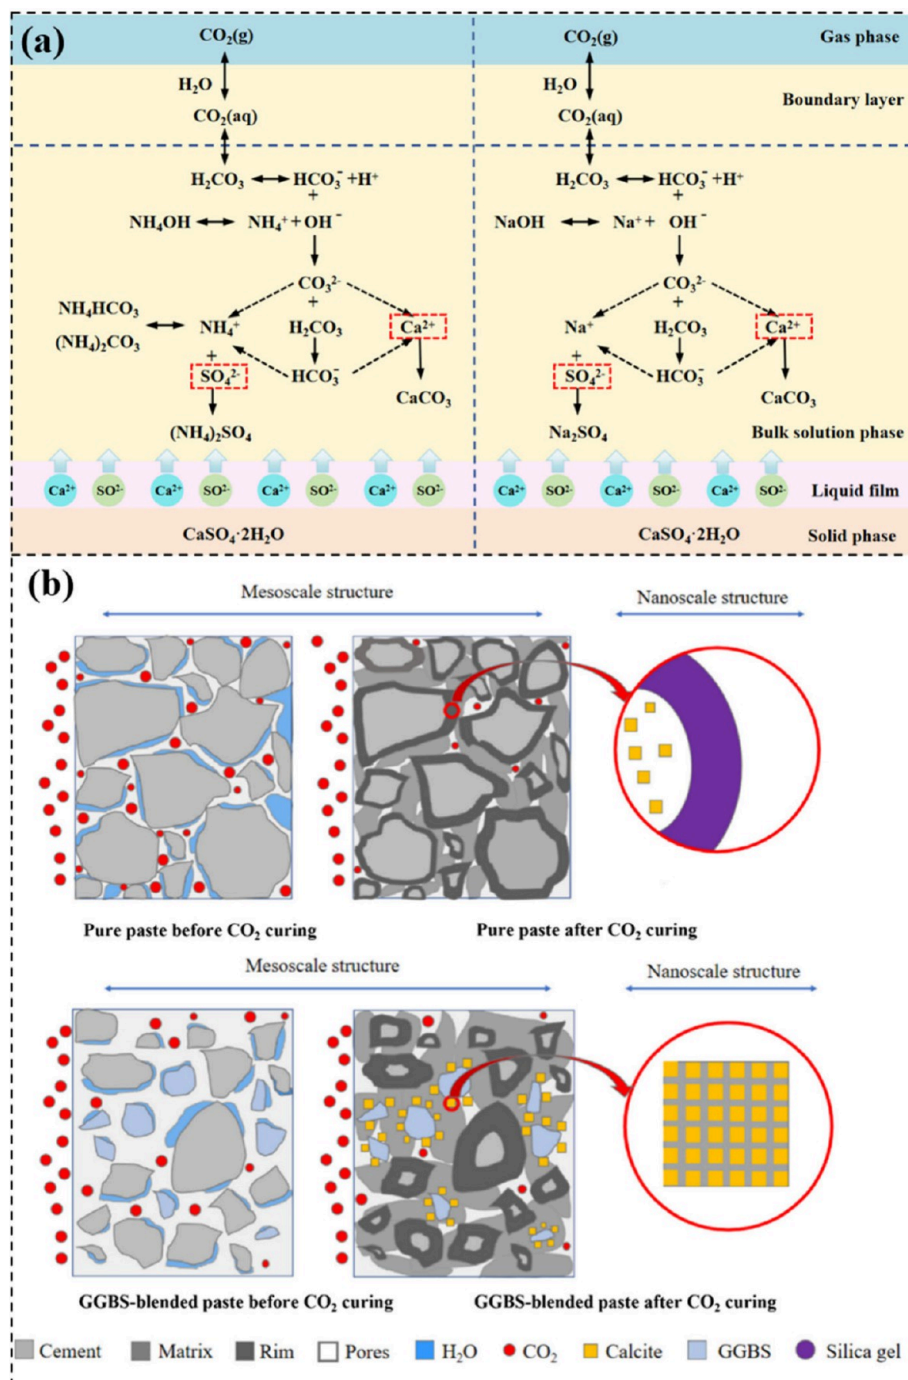 (a)
CO₂(g)
CO₂(g)
Gas phase
H₂O
H₂O
Boundary layer
CO₂(aq)
CO₂(aq)
H₂CO₃ HCO₃⁻ +H⁺
H₂CO₃ HCO₃⁻ +H⁺
+
+
NH₄OH NH₄⁺ + OH⁻
NaOH Na⁺ + OH⁻
CO₃²⁻
CO₃²⁻
+
+
NH₄HCO₃
(NH₄)₂CO₃
NH₄⁺ H₂CO₃ Ca²⁺
Na⁺ H₂CO₃ Ca²⁺
+
+
SO₄²⁻ HCO₃⁻
SO₄²⁻ HCO₃⁻
CaCO₃
CaCO₃
(NH₄)₂SO₄
Na₂SO₄
Bulk solution phase
Ca²⁺ SO²⁻ Ca²⁺ SO²⁻ Ca²⁺ SO²⁻ Ca²⁺ SO²⁻
Ca²⁺ SO²⁻ Ca²⁺ SO²⁻ Ca²⁺ SO²⁻
Liquid film
CaSO₄·2H₂O
CaSO₄·2H₂O
Solid phase
(b)
Mesoscale structure
Nanoscale structure
Pure paste before CO₂ curing
Pure paste after CO₂ curing
Mesoscale structure
Nanoscale structure
GGBS-blended paste before CO₂ curing
GGBS-blended paste after CO₂ curing
Cement Matrix Rim Pores H₂O CO₂ Calcite GGBS Silica gel